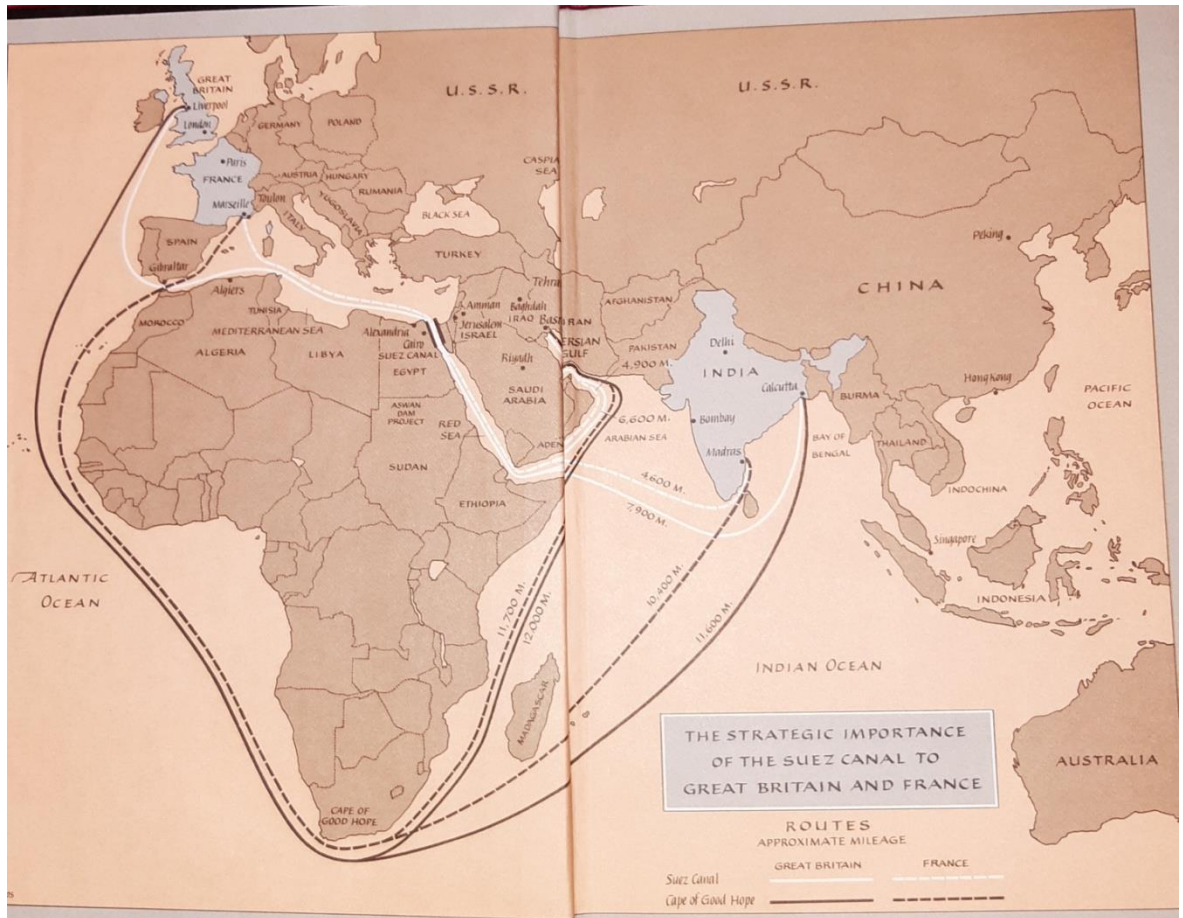 GREAT
BRITAIN
Liverpool
London
Paris
FRANCE
Marseille
Toulon
GERMANY
POLAND
AUSTRIA
HUNGARY
RUMANIA
YUGOSLAVIA
ITALY
SPAIN
Gibraltar
Algiers
TUNISIA
MOROCCO
MEDITERRANEAN SEA
ALGERIA
LIBYA
U.S.S.R.
U.S.S.R.
CASPIA
SEA
BLACK SEA
TURKEY
Tehra
Amman
Baghdad
IRAQ
Jerusalem
ISRAEL
Bas
IRAN
ERSIAN
GULF
Alexandria
Cairo
SUEZ CANAL
EGYPT
Riyadh
SAUDI
ARABIA
ASWAN
DAM
PROJECT
RED
SEA
ADEN
SUDAN
ETHIOPIA
AFGHANISTAN
PAKISTAN
4,900 M.
6,600 M.
ARABIAN SEA
4,600 M.
7,900 M.
Delhi
INDIA
Calcutta
Bombay
Madras
BAY OF
BENGAL
BURMA
THAILAND
INDOCHINA
Peking
CHINA
Hong Kong
PACIFIC
OCEAN
Singapore
INDONESIA
ATLANTIC
OCEAN
11,700 M.
12,000 M.
10,400 M.
11,600 M.
MADAGASCAR
INDIAN OCEAN
CAPE OF
GOOD HOPE
AUSTRALIA
THE STRATEGIC IMPORTANCE
OF THE SUEZ CANAL TO
GREAT BRITAIN AND FRANCE
ROUTES
APPROXIMATE MILEAGE
GREAT BRITAIN
FRANCE
Suez Canal
Cape of Good Hope